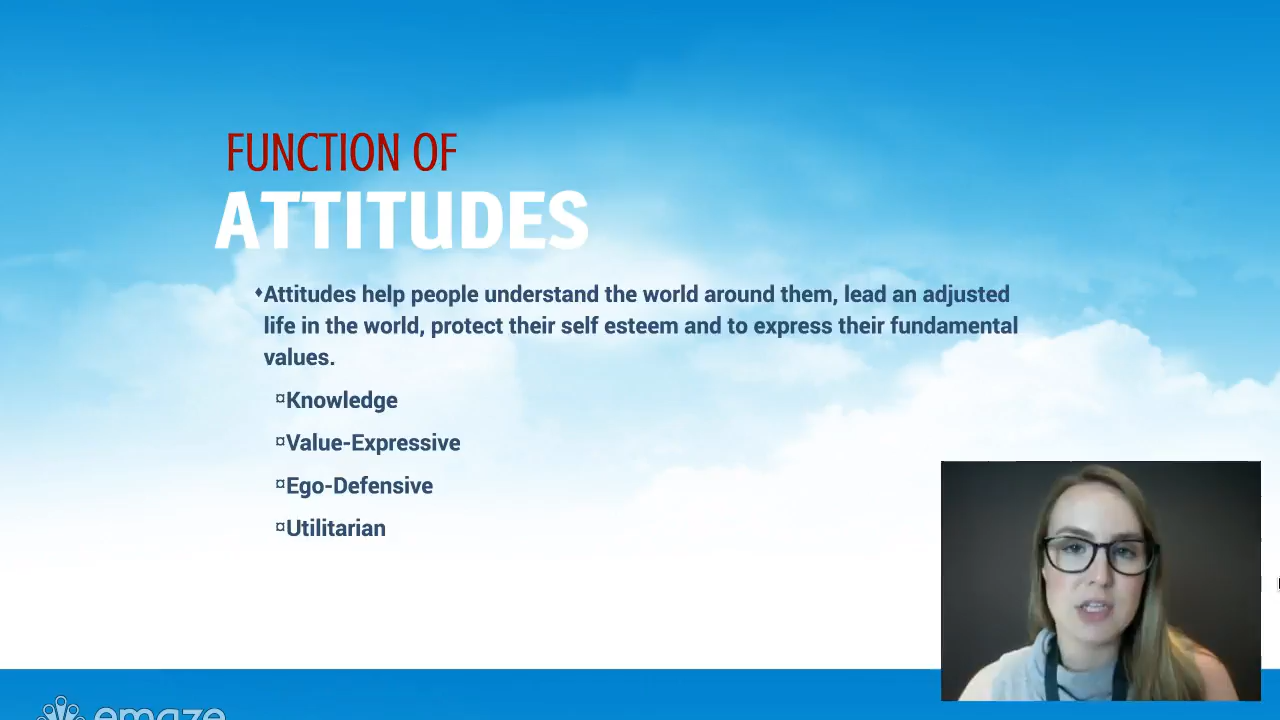 FUNCTION OF
ATTITUDES
♦Attitudes help people understand the world around them, lead an adjusted
life in the world, protect their self esteem and to express their fundamental
values.
¤Knowledge
¤Value-Expressive
¤Ego-Defensive
¤Utilitarian
emaze